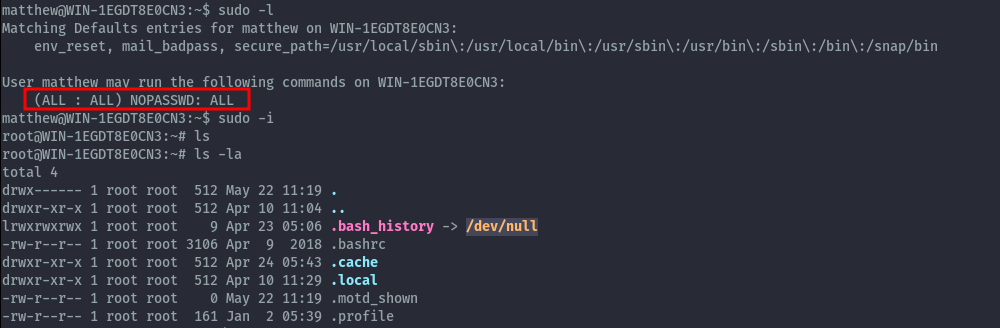 matthew@WIN-1EGDT8E0CN3:~$ sudo -l
Matching Defaults entries for matthew on WIN-1EGDT8E0CN3:
    env_reset, mail_badpass, secure_path=/usr/local/sbin\:/usr/local/bin\:/usr/sbin\:/usr/bin\:/sbin\:/bin\:/snap/bin

User matthew may run the following commands on WIN-1EGDT8E0CN3:
    (ALL : ALL) NOPASSWD: ALL
matthew@WIN-1EGDT8E0CN3:~$ sudo -i
root@WIN-1EGDT8E0CN3:~# ls
root@WIN-1EGDT8E0CN3:~# ls -la
total 4
drwx------ 1 root root  512 May 22 11:19 .
drwxr-xr-x 1 root root  512 Apr 10 11:04 ..
lrwxrwxrwx 1 root root    9 Apr 23 05:06 .bash_history -> /dev/null
-rw-r--r-- 1 root root 3106 Apr  9  2018 .bashrc
drwxr-xr-x 1 root root  512 Apr 24 05:43 .cache
drwxr-xr-x 1 root root  512 Apr 10 11:29 .local
-rw-r--r-- 1 root root    0 May 22 11:19 .motd_shown
-rw-r--r-- 1 root root  161 Jan  2 05:39 .profile